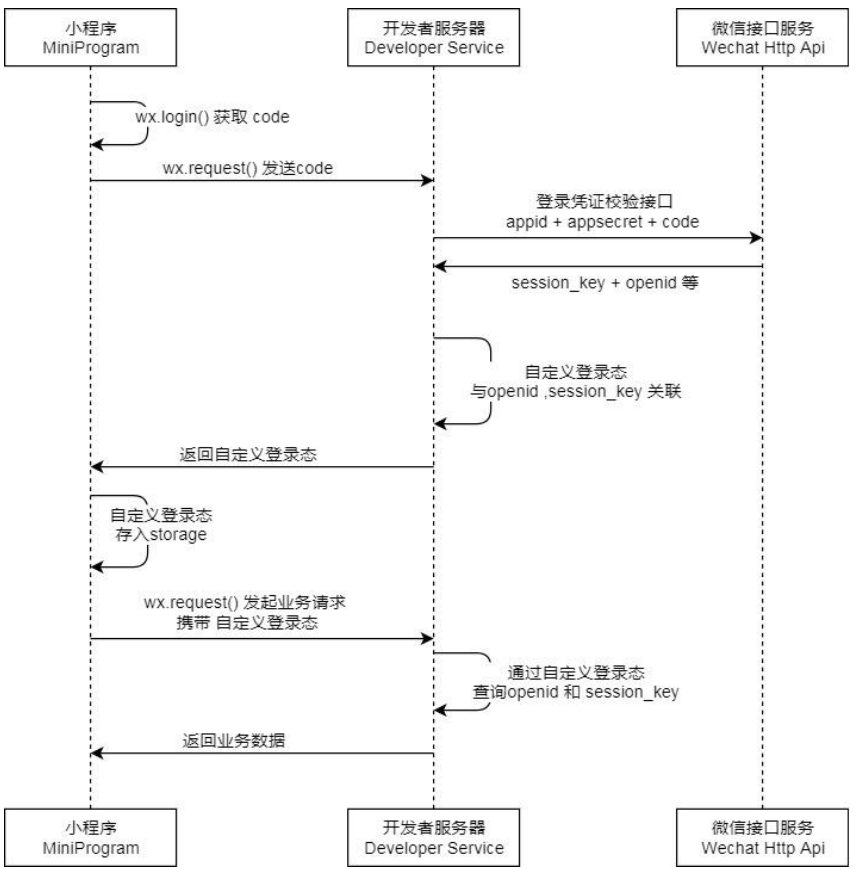 小程序
MiniProgram
开发者服务器
Developer Service
微信接口服务
Wechat Http Api
wx.login() 获取 code
wx.request() 发送code
登录凭证校验接口
appid + appsecret + code
session_key + openid 等
自定义登录态
与openid ,session_key 关联
返回自定义登录态
自定义登录态
存入storage
wx.request() 发起业务请求
携带 自定义登录态
通过自定义登录态
查询openid 和 session_key
返回业务数据
小程序
MiniProgram
开发者服务器
Developer Service
微信接口服务
Wechat Http Api